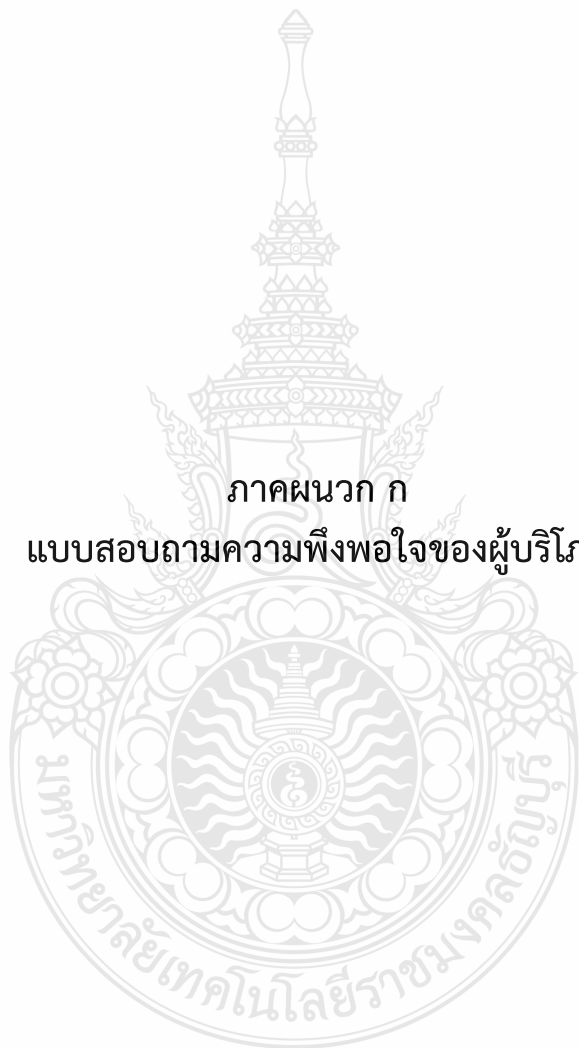 ภาคผนวก ก
แบบสอบถามความพึงพอใจของผู้บริโภ
มหาวิทยาลัยเทคโนโลยีราชมงคลธัญบุรี